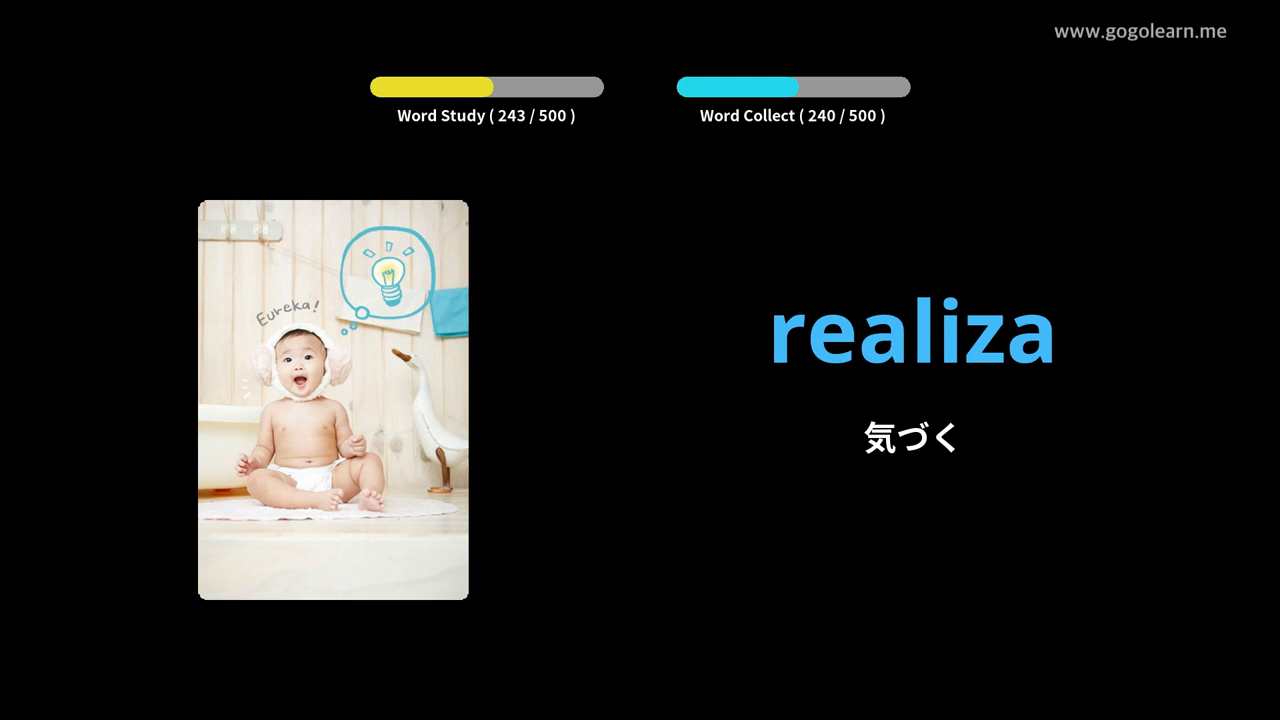 www.gogolearn.me
Word Study ( 243 / 500 )
Word Collect ( 240 / 500 )
Eureka!
realiza
気づく